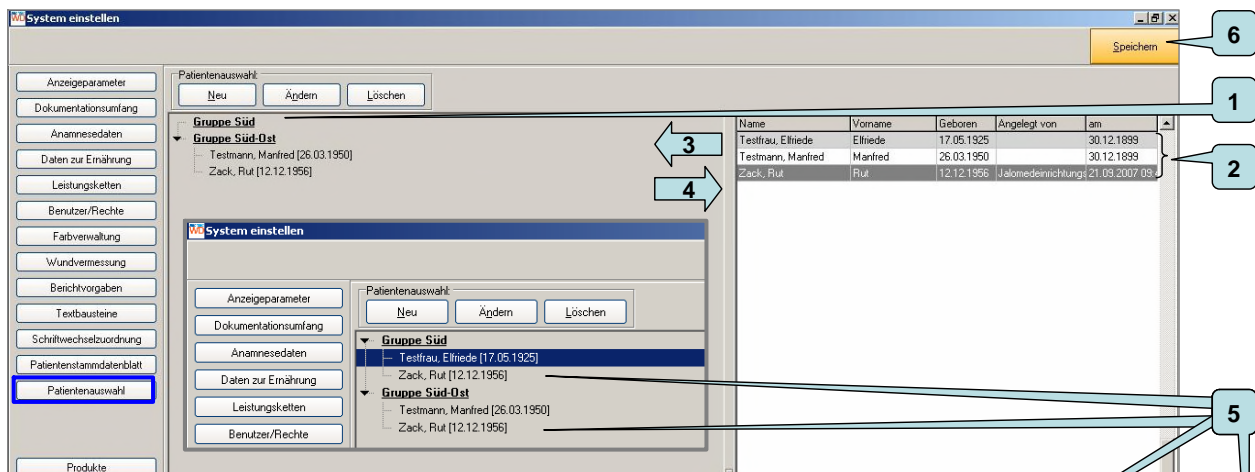 WD System einstellen
Speichern
6
Anzeigeparameter
Dokumentationsumfang
Anamnesedaten
Daten zur Ernährung
Leistungsketten
Benutzer/Rechte
Farbverwaltung
Wundvermessung
Berichtvorgaben
Textbausteine
Schriftwechselzuordnung
Patientenstammdatenblatt
Patientenauswahl
Produkte
Patientenauswahl:
Neu Ändern Löschen
Gruppe Süd
Gruppe Süd-Ost
Testmann, Manfred [26.03.1950]
Zack, Rut [12.12.1956]
1
3
4
Name Vorname Geboren Angelegt von am
Testfrau, Elfriede Elfriede 17.05.1925 30.12.1899
Testmann, Manfred Manfred 26.03.1950 30.12.1899
Zack, Rut Rut 12.12.1956 Jalomedeinrichtungs 21.09.2007 09:
2
WD System einstellen
Anzeigeparameter
Dokumentationsumfang
Anamnesedaten
Daten zur Ernährung
Leistungsketten
Benutzer/Rechte
Patientenauswahl:
Neu Ändern Löschen
Gruppe Süd
Testfrau, Elfriede [17.05.1925]
Zack, Rut [12.12.1956]
Gruppe Süd-Ost
Testmann, Manfred [26.03.1950]
Zack, Rut [12.12.1956]
5